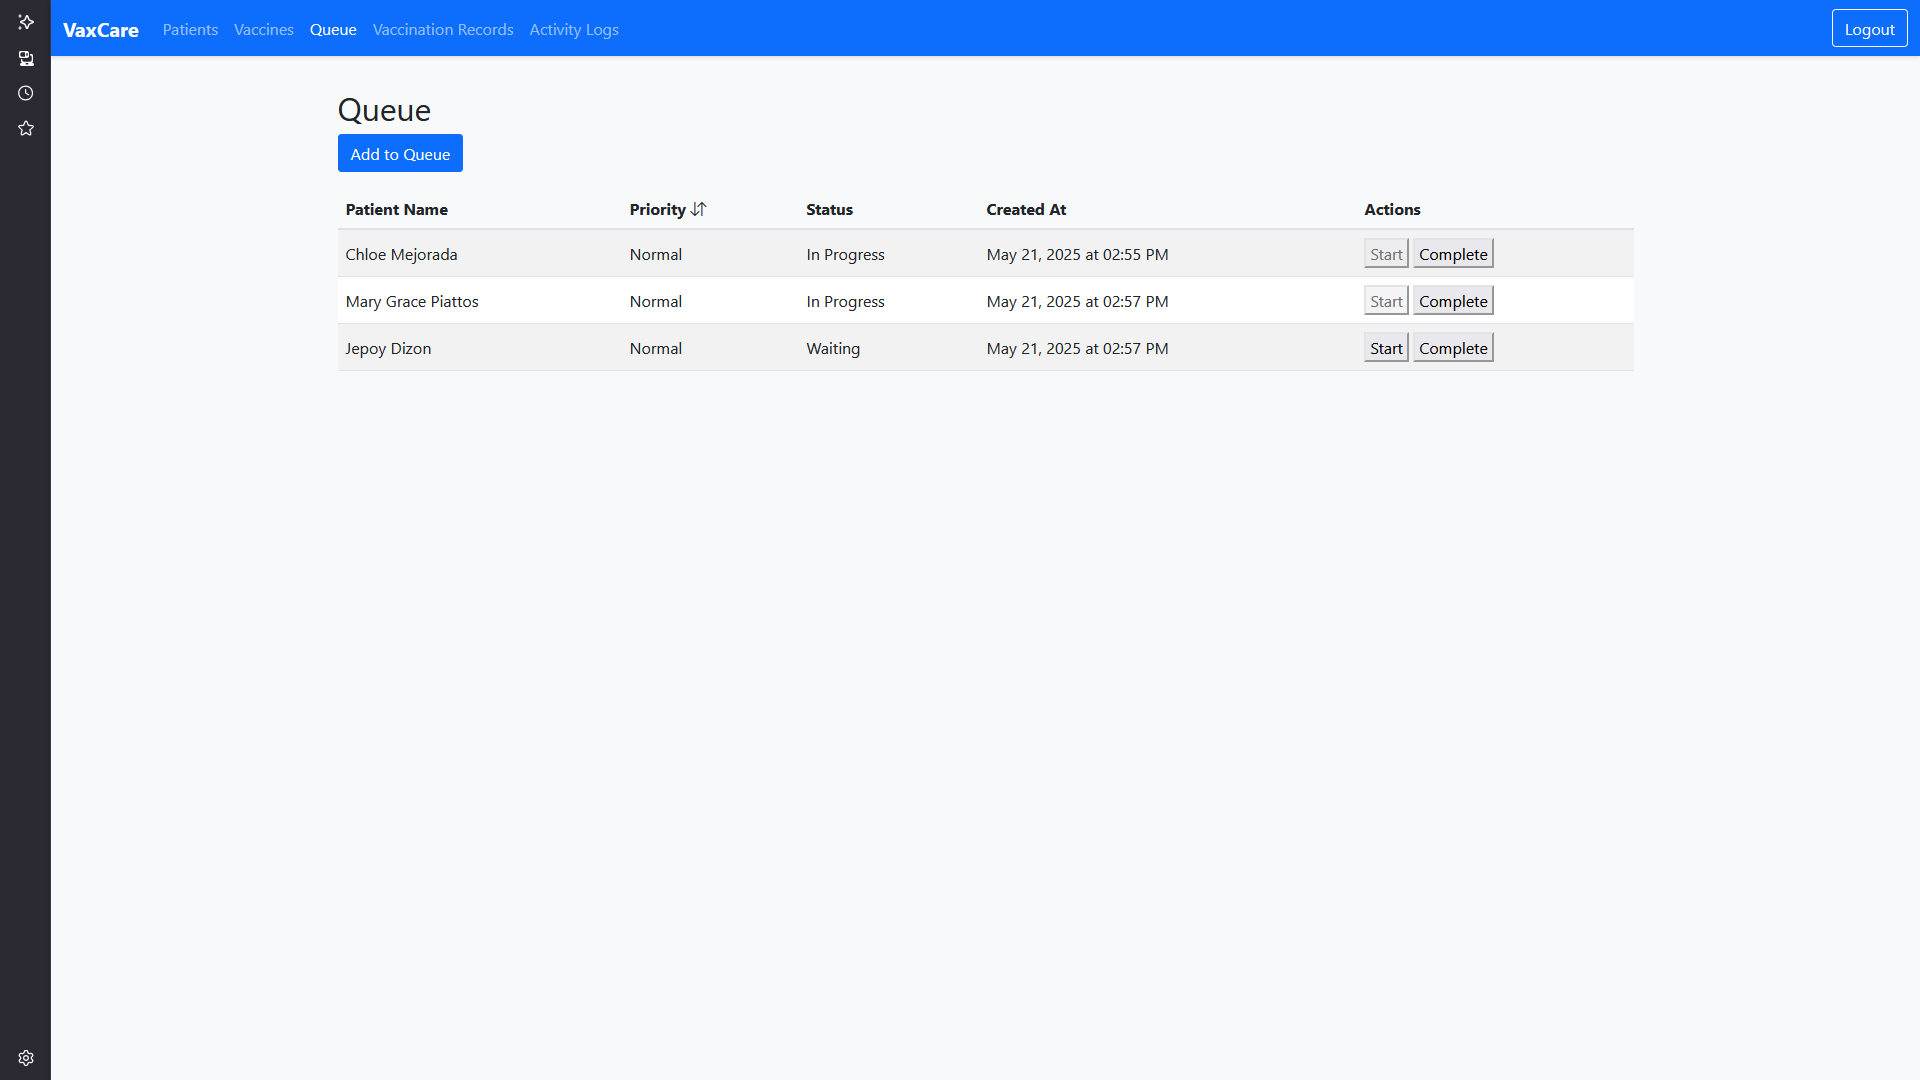 VaxCare Patients Vaccines Queue Vaccination Records Activity Logs Logout
Queue
Add to Queue
Patient Name Priority Status Created At Actions
Chloe Mejorada Normal In Progress May 21, 2025 at 02:55 PM Start Complete
Mary Grace Piattos Normal In Progress May 21, 2025 at 02:57 PM Start Complete
Jepoy Dizon Normal Waiting May 21, 2025 at 02:57 PM Start Complete